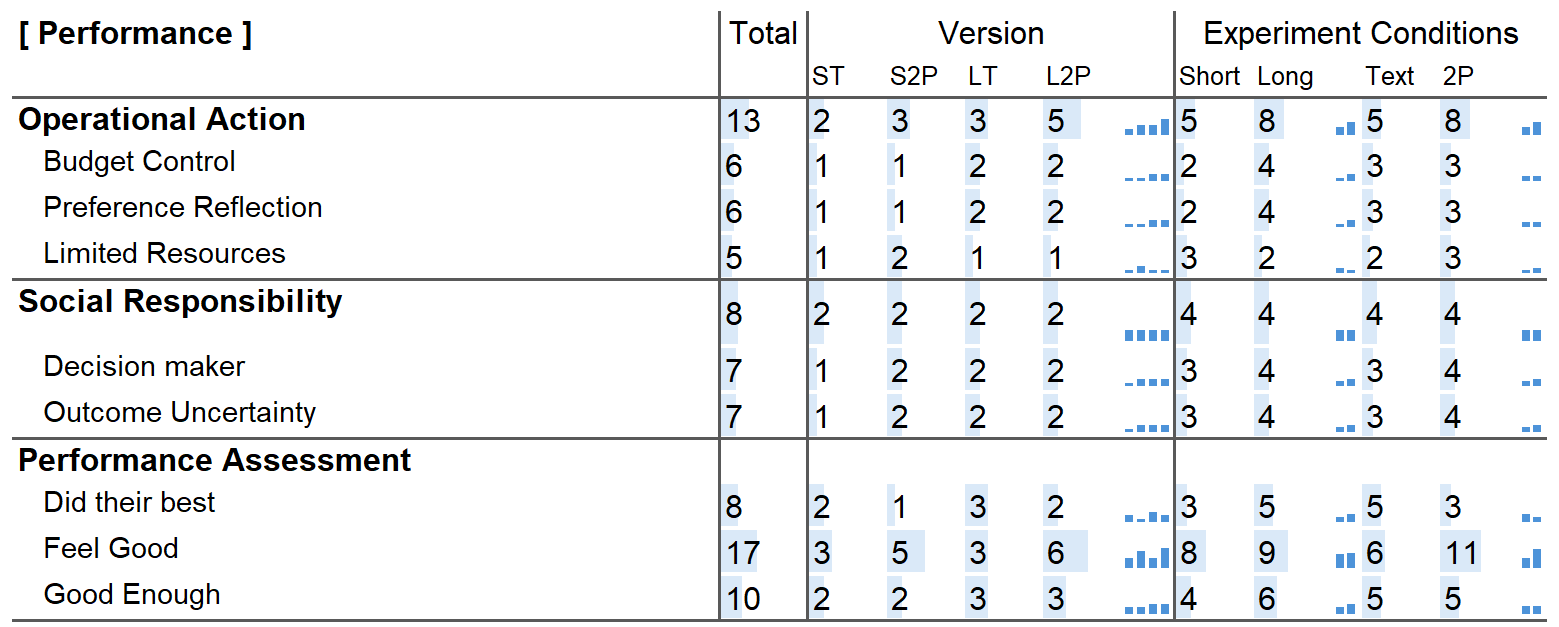 [ Performance ] Total Version Experiment Conditions
ST S2P LT L2P Short Long Text 2P
Operational Action 13 2 3 3 5 5 8 5 8
Budget Control 6 1 1 2 2 2 4 3 3
Preference Reflection 6 1 1 2 2 2 4 3 3
Limited Resources 5 1 2 1 1 3 2 2 3
Social Responsibility 8 2 2 2 2 4 4 4 4
Decision maker 7 1 2 2 2 3 4 3 4
Outcome Uncertainty 7 1 2 2 2 3 4 3 4
Performance Assessment
Did their best 8 2 1 3 2 3 5 5 3
Feel Good 17 3 5 3 6 8 9 6 11
Good Enough 10 2 2 3 3 4 6 5 5